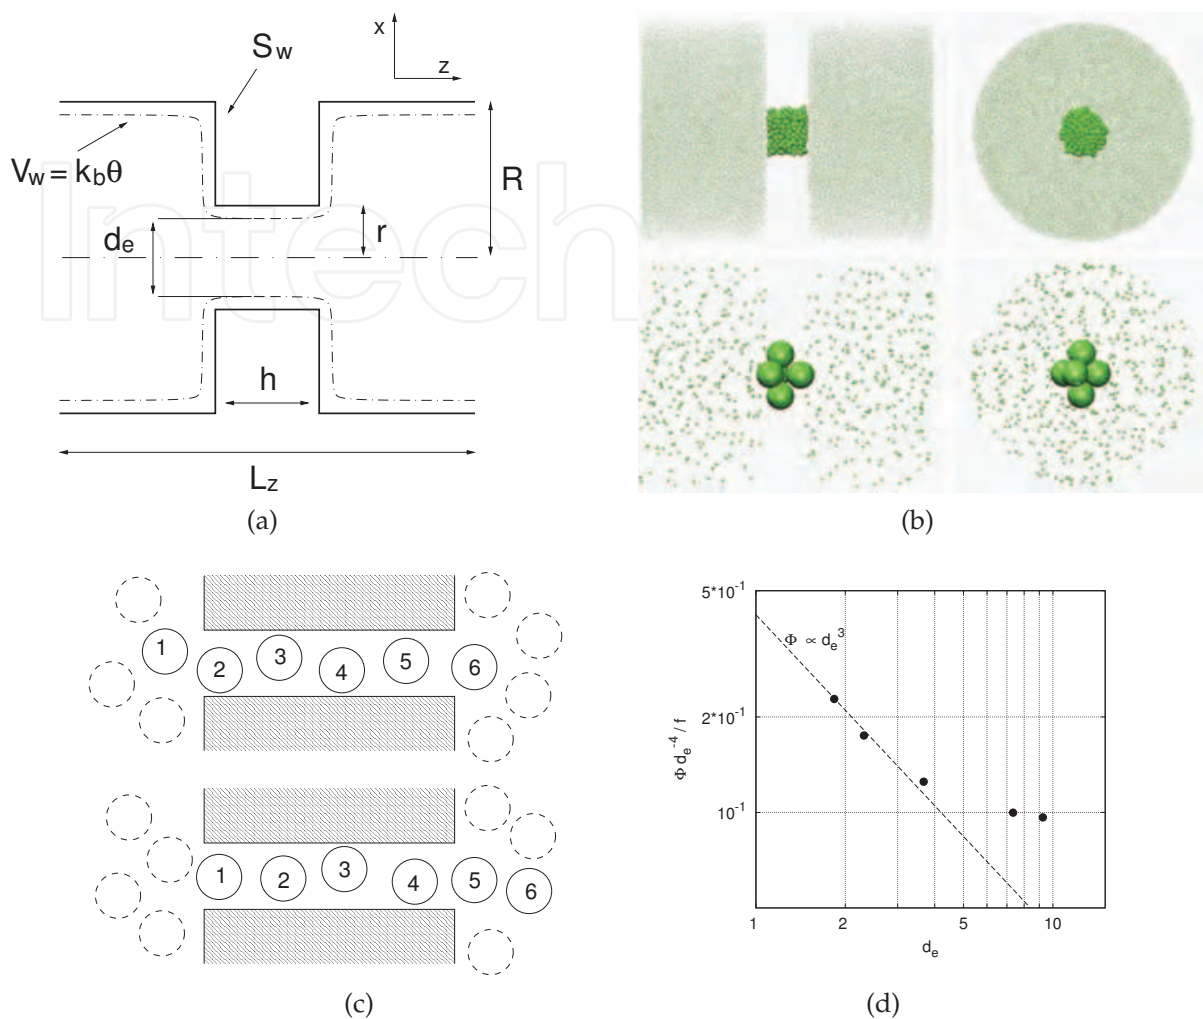 x
z
S_w
V_w = k_bθ
R
d_e
r
h
L_z
(a)
(b)
Intech
1
2
3
4
5
6
1
2
3
4
5
6
(c)
5*10^-1
Φ ∝ d_e^3
2*10^-1
10^-1
Φ d_e^-4 / f
1 2 5 10
d_e
(d)